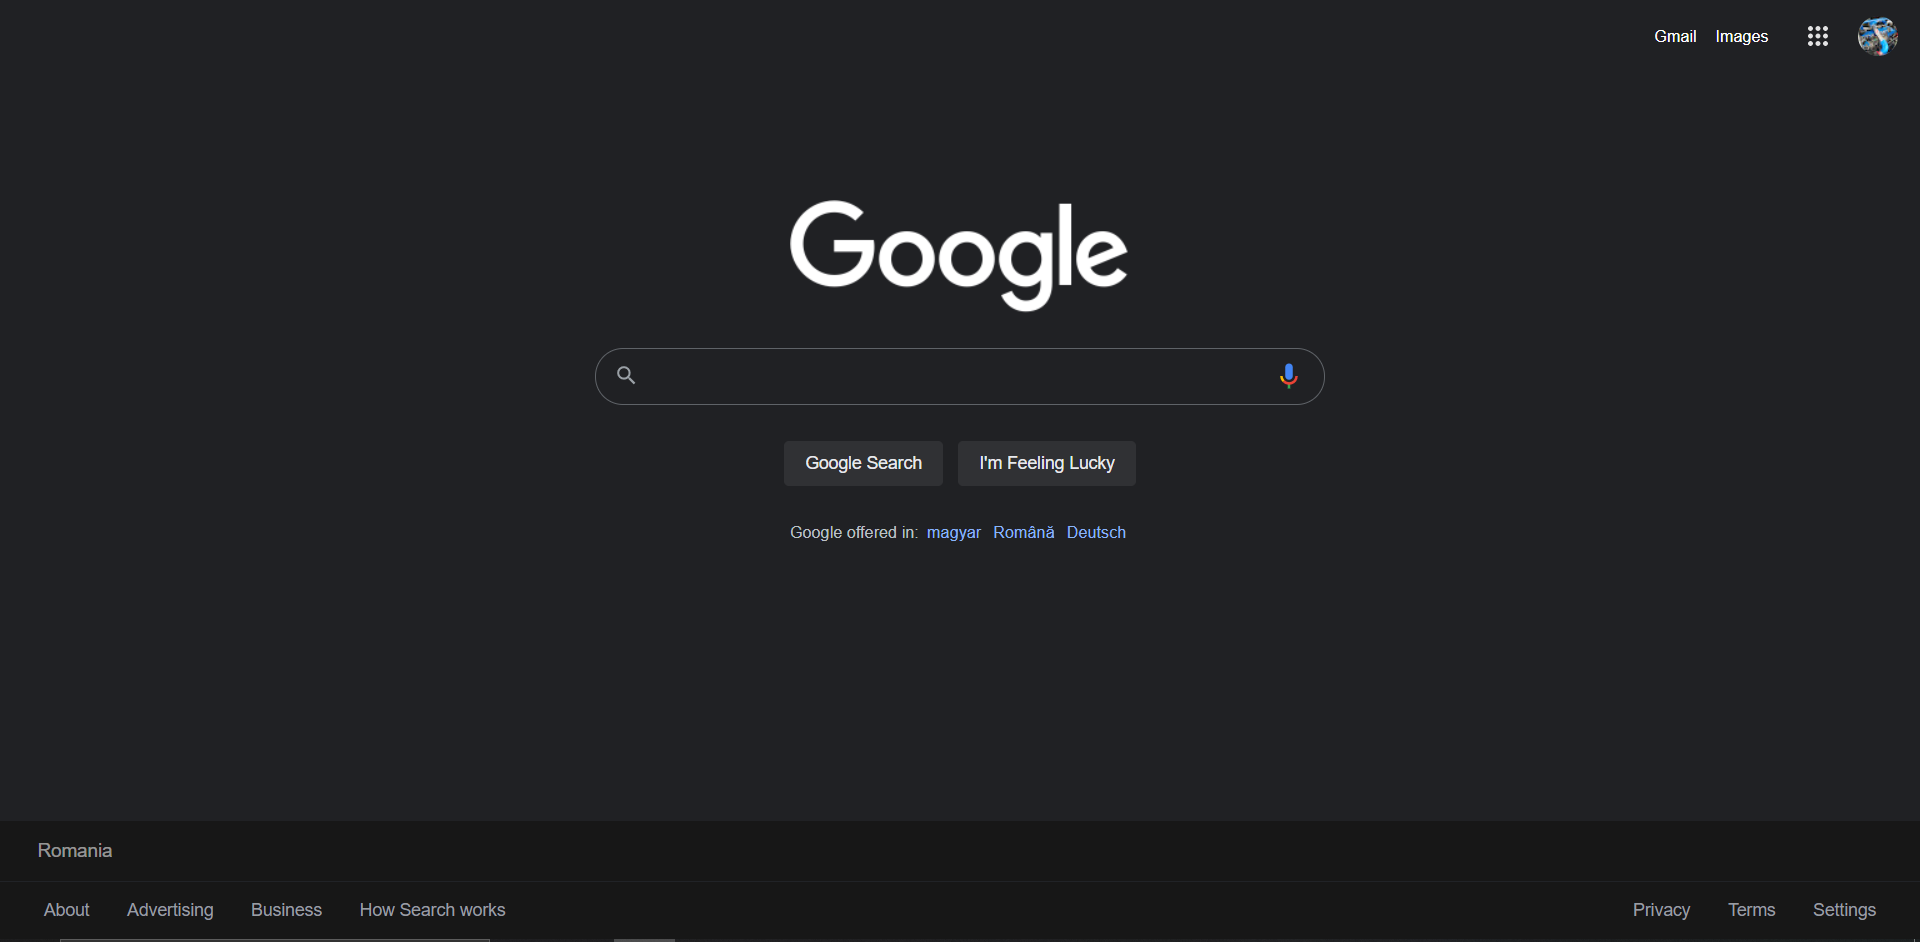 Gmail Images
Google
Google Search I'm Feeling Lucky
Google offered in: magyar Română Deutsch
Romania
About Advertising Business How Search works Privacy Terms Settings